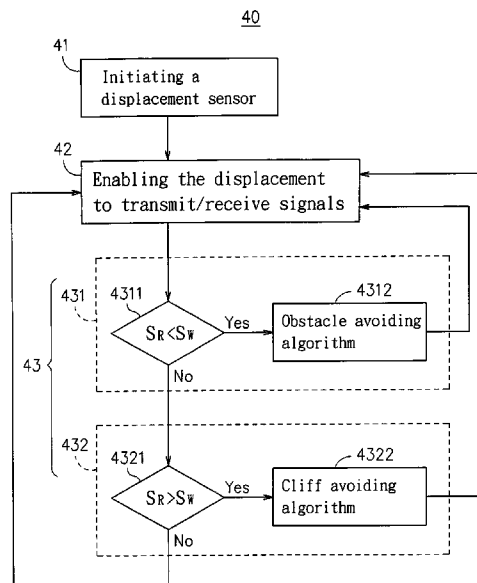 40
41
Initiating a
displacement sensor
42
Enabling the displacement
to transmit/receive signals
43
431
4311
SR<SW
Yes
No
4312
Obstacle avoiding
algorithm
432
4321
SR>SW
Yes
No
4322
Cliff avoiding
algorithm